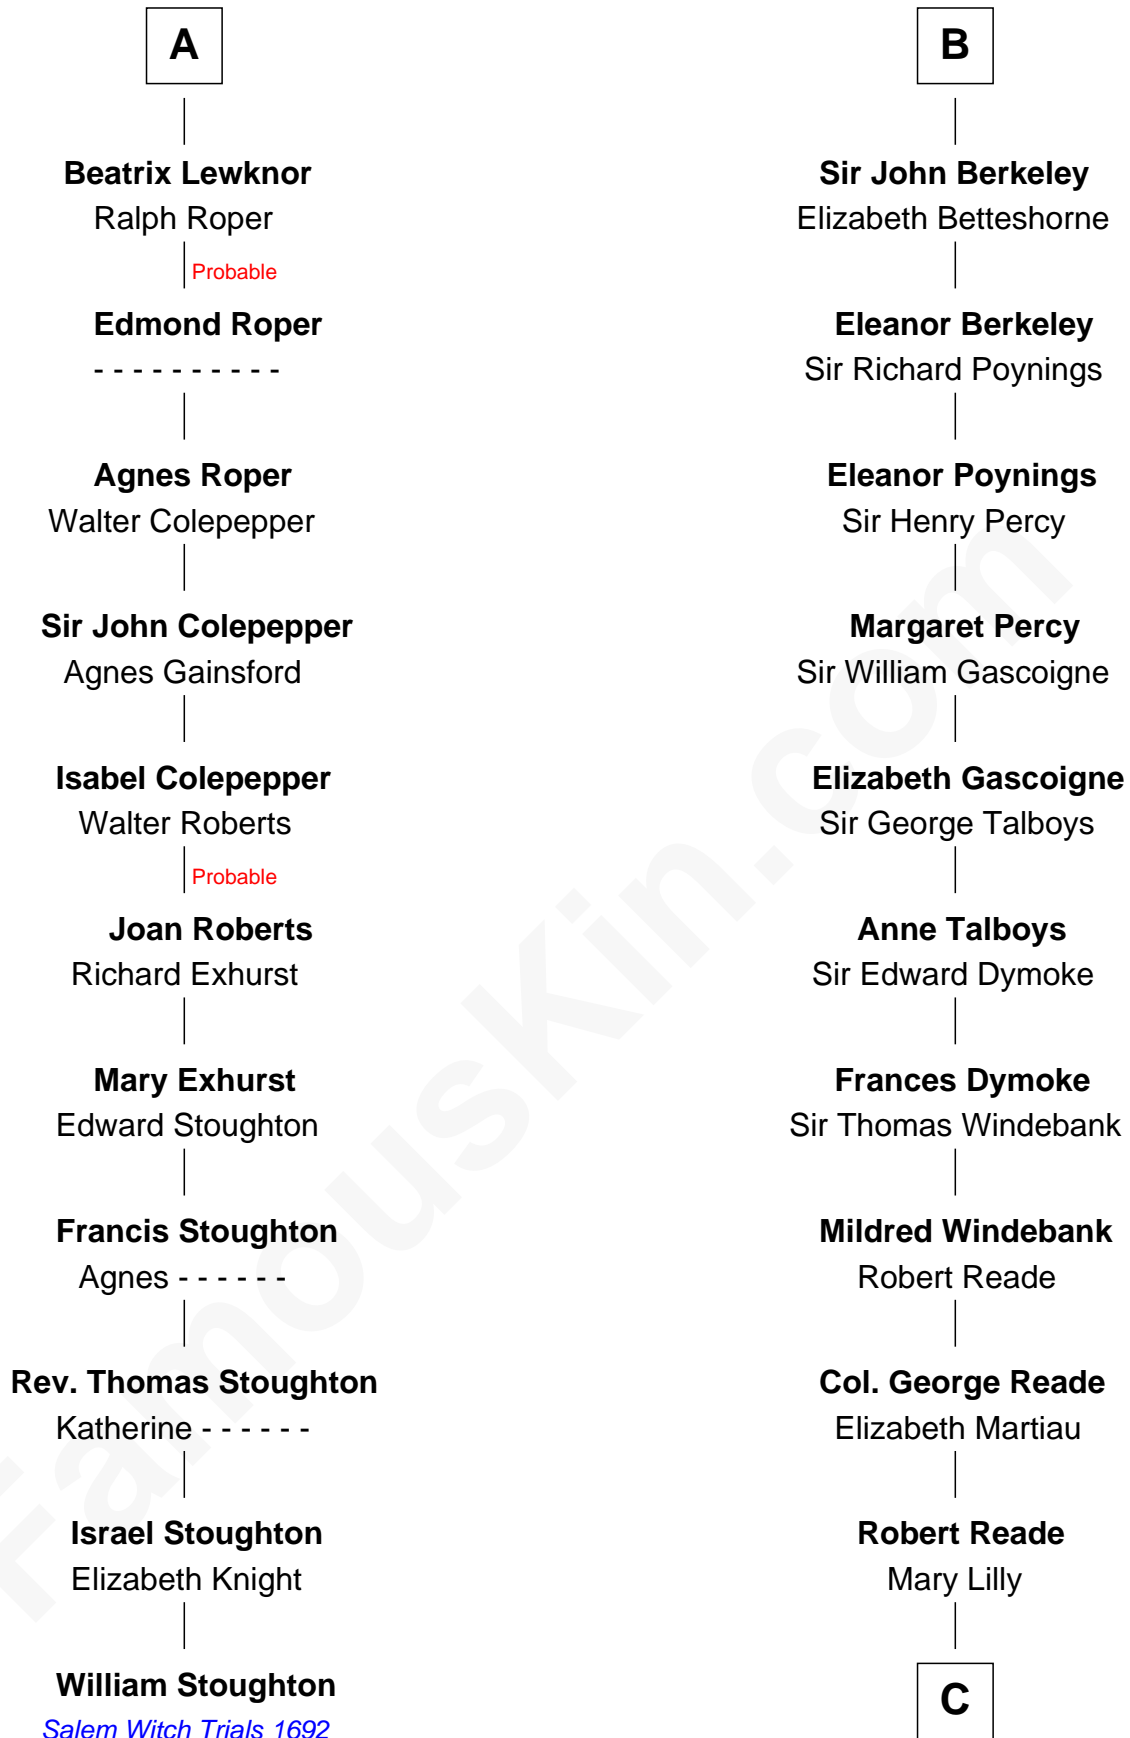 A
Beatrix Lewknor
Ralph Roper
Probable
Edmond Roper
- - - - - - - - - -
Agnes Roper
Walter Colepepper
Sir John Colepepper
Agnes Gainsford
Isabel Colepepper
Walter Roberts
Probable
Joan Roberts
Richard Exhurst
Mary Exhurst
Edward Stoughton
Francis Stoughton
Agnes - - - - - -
Rev. Thomas Stoughton
Katherine - - - - - -
Israel Stoughton
Elizabeth Knight
William Stoughton
Salem Witch Trials 1692
B
Sir John Berkeley
Elizabeth Betteshorne
Eleanor Berkeley
Sir Richard Poynings
Eleanor Poynings
Sir Henry Percy
Margaret Percy
Sir William Gascoigne
Elizabeth Gascoigne
Sir George Talboys
Anne Talboys
Sir Edward Dymoke
Frances Dymoke
Sir Thomas Windebank
Mildred Windebank
Robert Reade
Col. George Reade
Elizabeth Martiau
Robert Reade
Mary Lilly
C
FamousKin.com